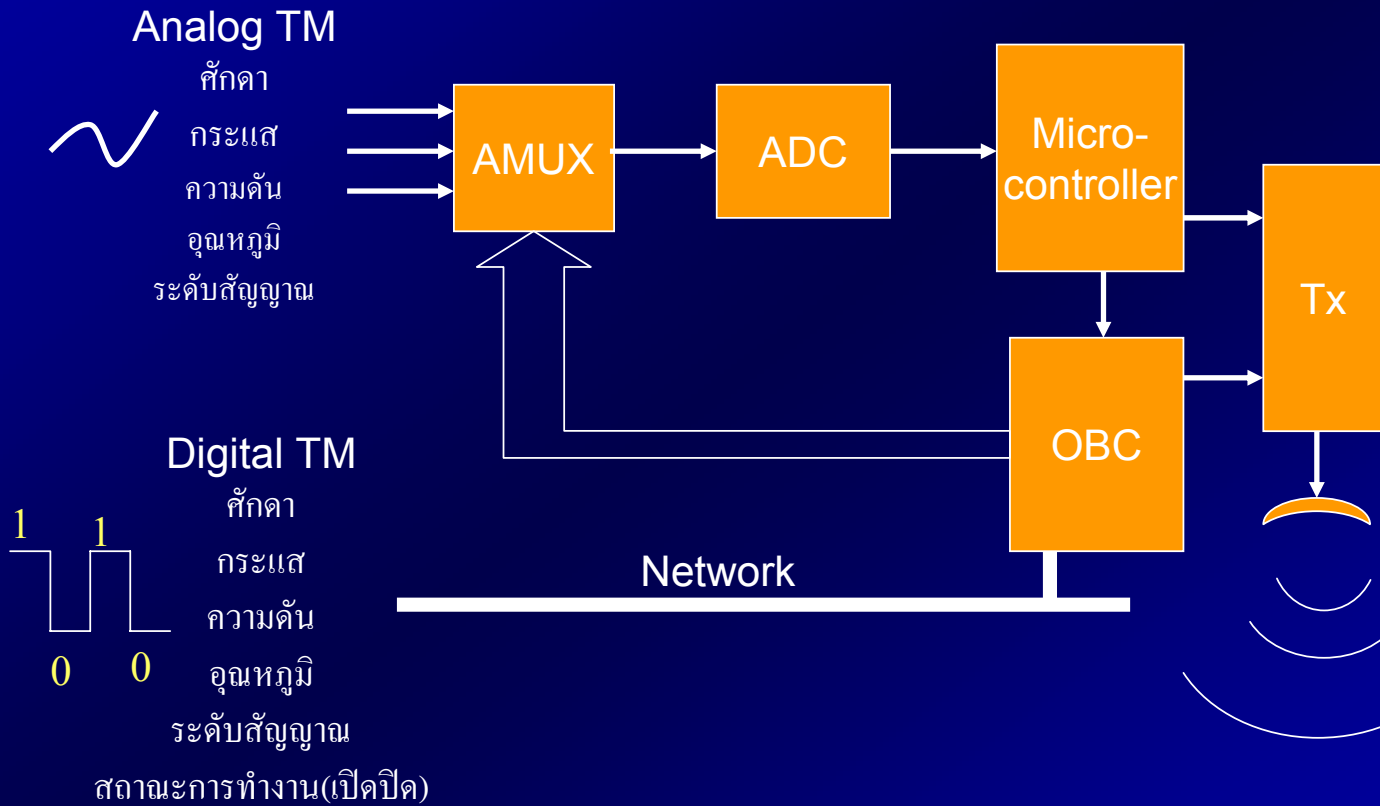 Analog TM
ศักดา
กระแส
ความดัน
อุณหภูมิ
ระดับสัญญาณ
AMUX
ADC
Micro-
controller
Tx
OBC
Digital TM
ศักดา
กระแส
ความดัน
อุณหภูมิ
ระดับสัญญาณ
สถาณะการทำงาน(เปิดปิด)
1
1
0
0
Network